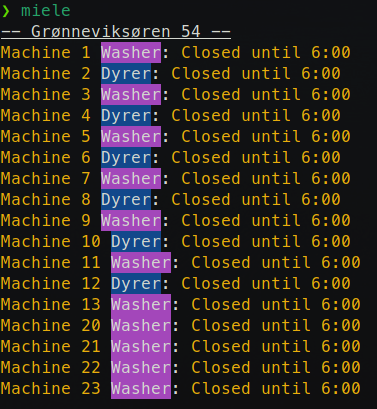 ❯ miele
—— Grønneviksøren 54 ——
Machine 1 Washer: Closed until 6:00
Machine 2 Dyrer: Closed until 6:00
Machine 3 Washer: Closed until 6:00
Machine 4 Dyrer: Closed until 6:00
Machine 5 Washer: Closed until 6:00
Machine 6 Dyrer: Closed until 6:00
Machine 7 Washer: Closed until 6:00
Machine 8 Dyrer: Closed until 6:00
Machine 9 Washer: Closed until 6:00
Machine 10 Dyrer: Closed until 6:00
Machine 11 Washer: Closed until 6:00
Machine 12 Dyrer: Closed until 6:00
Machine 13 Washer: Closed until 6:00
Machine 20 Washer: Closed until 6:00
Machine 21 Washer: Closed until 6:00
Machine 22 Washer: Closed until 6:00
Machine 23 Washer: Closed until 6:00